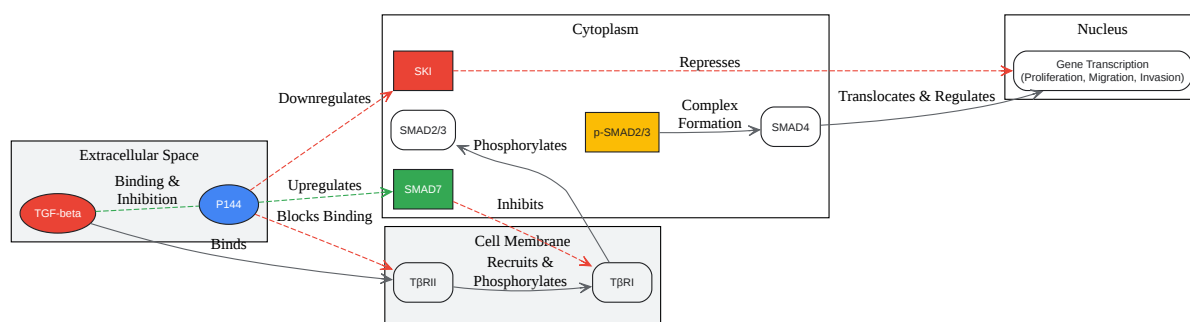 Cytoplasm
Nucleus
SKI
Represses
Gene Transcription
(Proliferation, Migration, Invasion)
Downregulates
Translocates & Regulates
SMAD2/3
Phosphorylates
p-SMAD2/3
Complex
Formation
SMAD4
Extracellular Space
Binding &
Inhibition
Upregulates
SMAD7
TGF-beta
P144
Blocks Binding
Inhibits
Binds
Cell Membrane
Recruits &
Phosphorylates
TβRII
TβRI